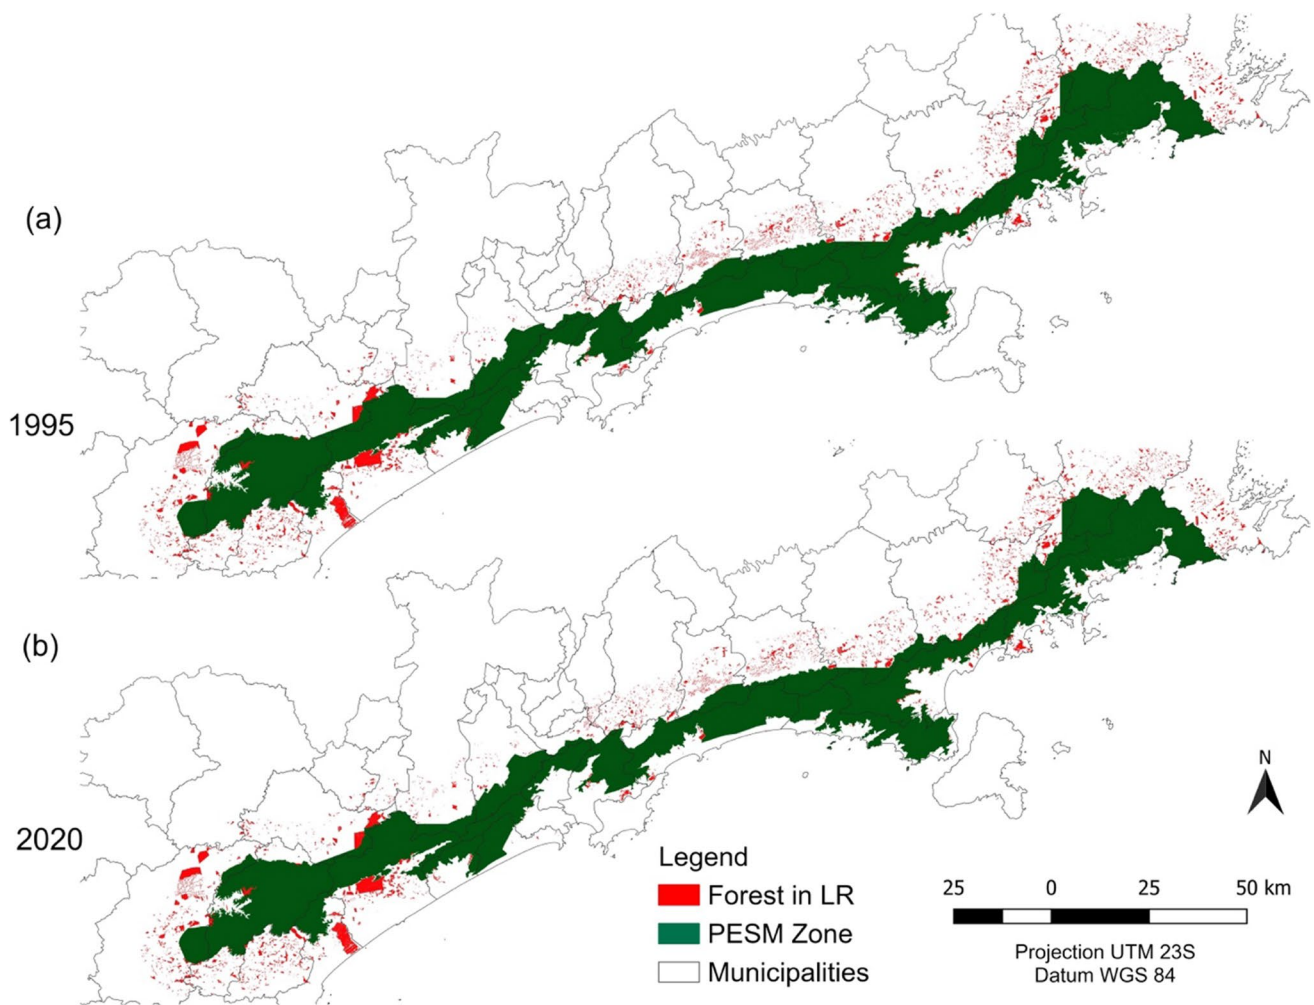 (a)
1995
(b)
2020
N
Legend
Forest in LR
PESM Zone
Municipalities
25 0 25 50 km
Projection UTM 23S
Datum WGS 84